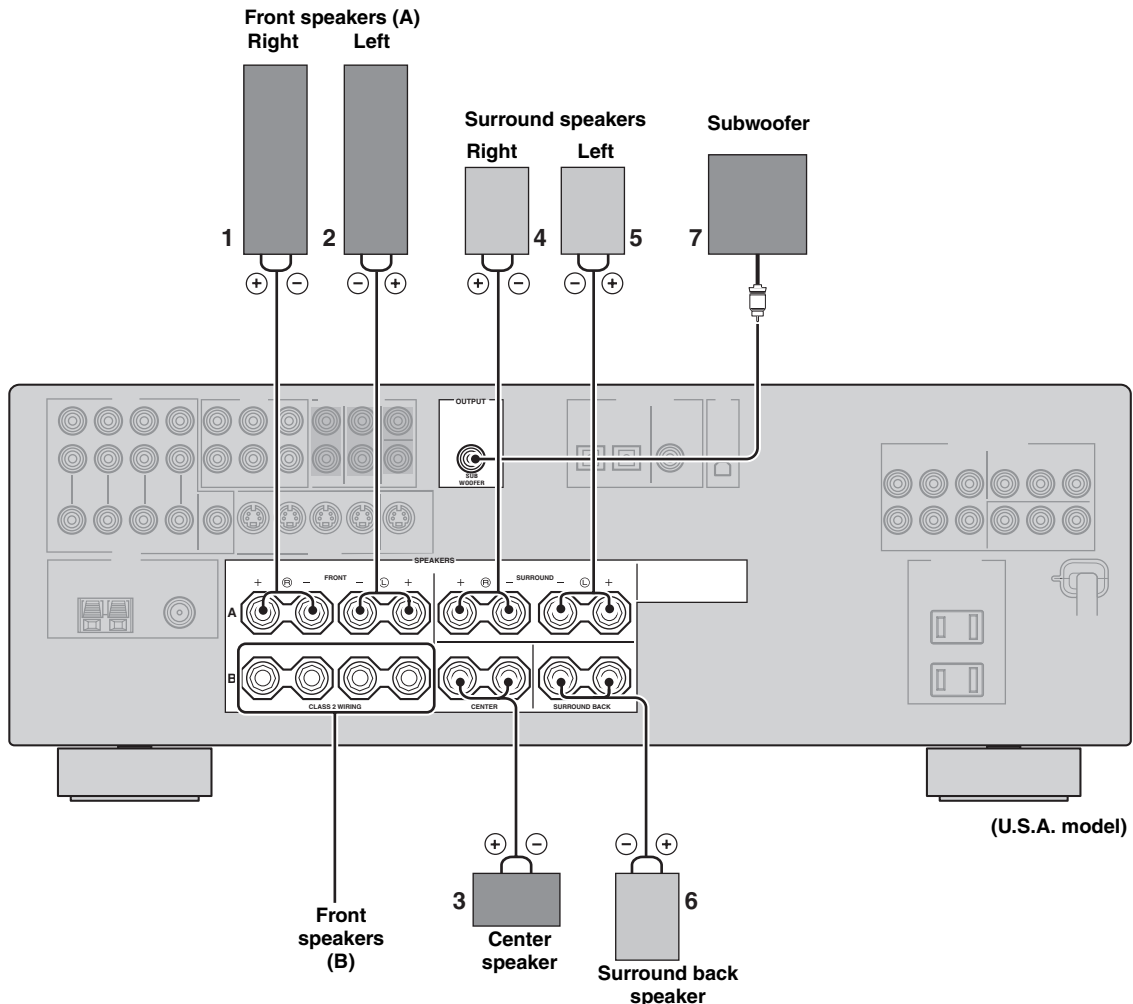 Front speakers (A)
Right Left
Surround speakers
Right Left
Subwoofer
1 2 4 5 7
+ − − + + − − +
OUTPUT
SUB
WOOFER
SPEAKERS
+ R − FRONT − L + + R − SURROUND − L +
A
B
CLASS 2 WIRING CENTER SURROUND BACK
(U.S.A. model)
+ − − +
3 6
Front
speakers
(B)
Center
speaker
Surround back
speaker